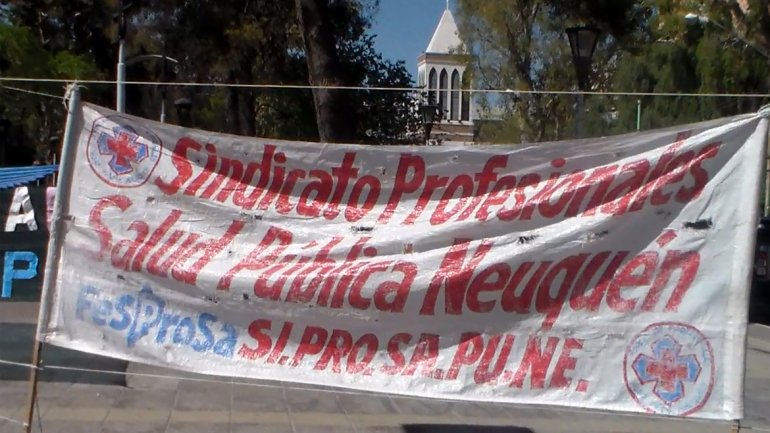 Sindicato Profesionales
Salud Pública Neuquén
FeSProSa SI.PRO.SA.PU.NE.
A
P